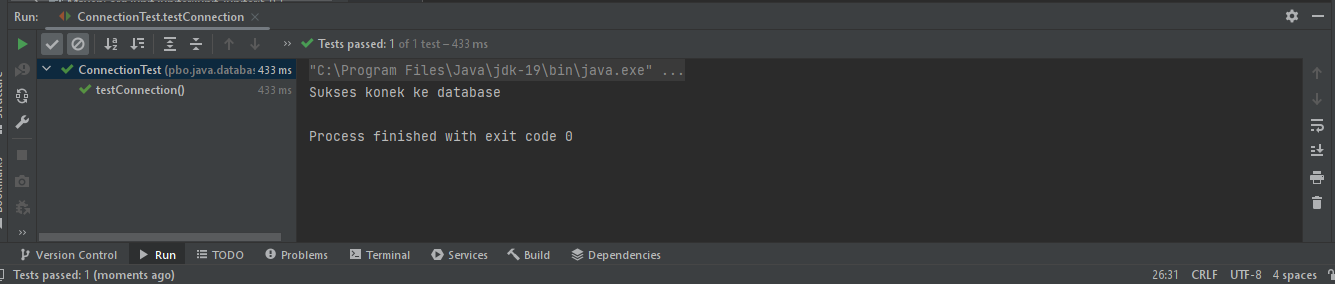 Run: ConnectionTest.testConnection
Tests passed: 1 of 1 test – 433 ms
ConnectionTest (pbo.java.databas 433 ms
testConnection() 433 ms
"C:\Program Files\Java\jdk-19\bin\java.exe" ...
Sukses konek ke database
Process finished with exit code 0
Version Control Run TODO Problems Terminal Services Build Dependencies
Tests passed: 1 (moments ago) 26:31 CRLF UTF-8 4 spaces